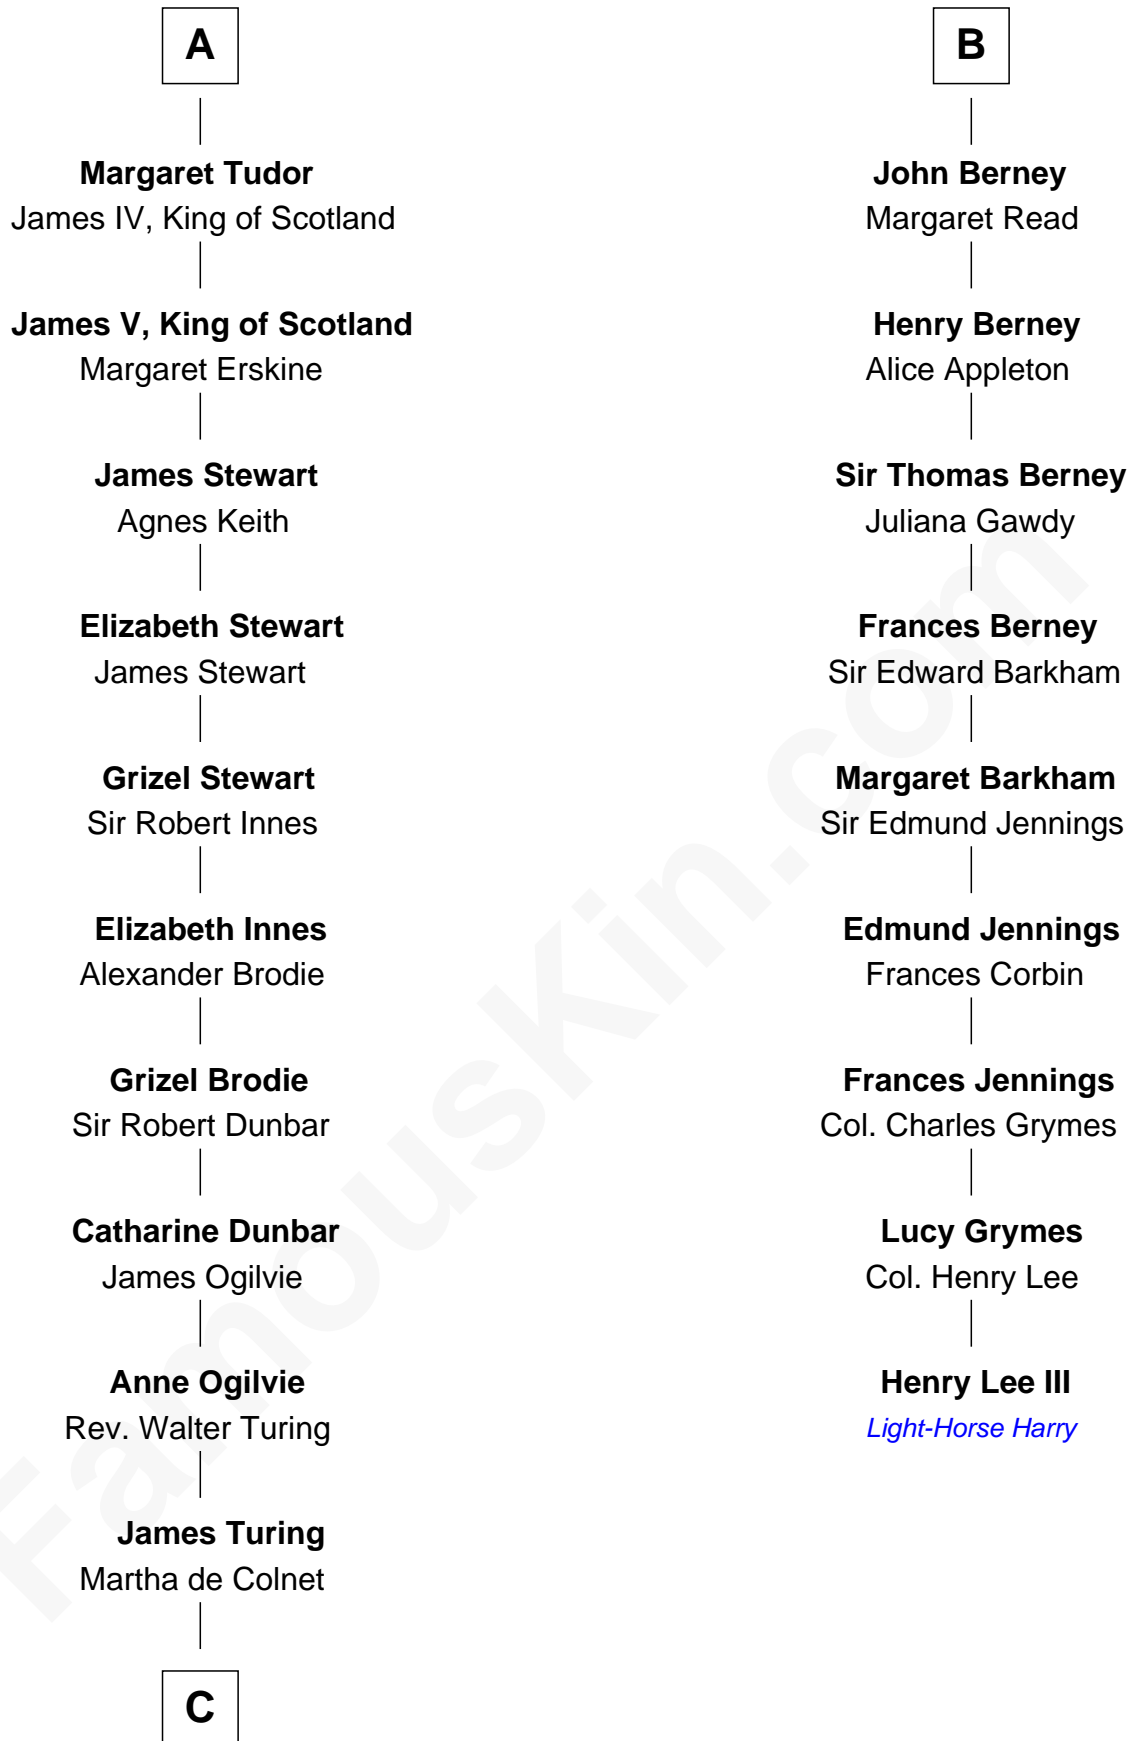 A
Margaret Tudor
James IV, King of Scotland
James V, King of Scotland
Margaret Erskine
James Stewart
Agnes Keith
Elizabeth Stewart
James Stewart
Grizel Stewart
Sir Robert Innes
Elizabeth Innes
Alexander Brodie
Grizel Brodie
Sir Robert Dunbar
Catharine Dunbar
James Ogilvie
Anne Ogilvie
Rev. Walter Turing
James Turing
Martha de Colnet
C
B
John Berney
Margaret Read
Henry Berney
Alice Appleton
Sir Thomas Berney
Juliana Gawdy
Frances Berney
Sir Edward Barkham
Margaret Barkham
Sir Edmund Jennings
Edmund Jennings
Frances Corbin
Frances Jennings
Col. Charles Grymes
Lucy Grymes
Col. Henry Lee
Henry Lee III
Light-Horse Harry
FamousKin.com